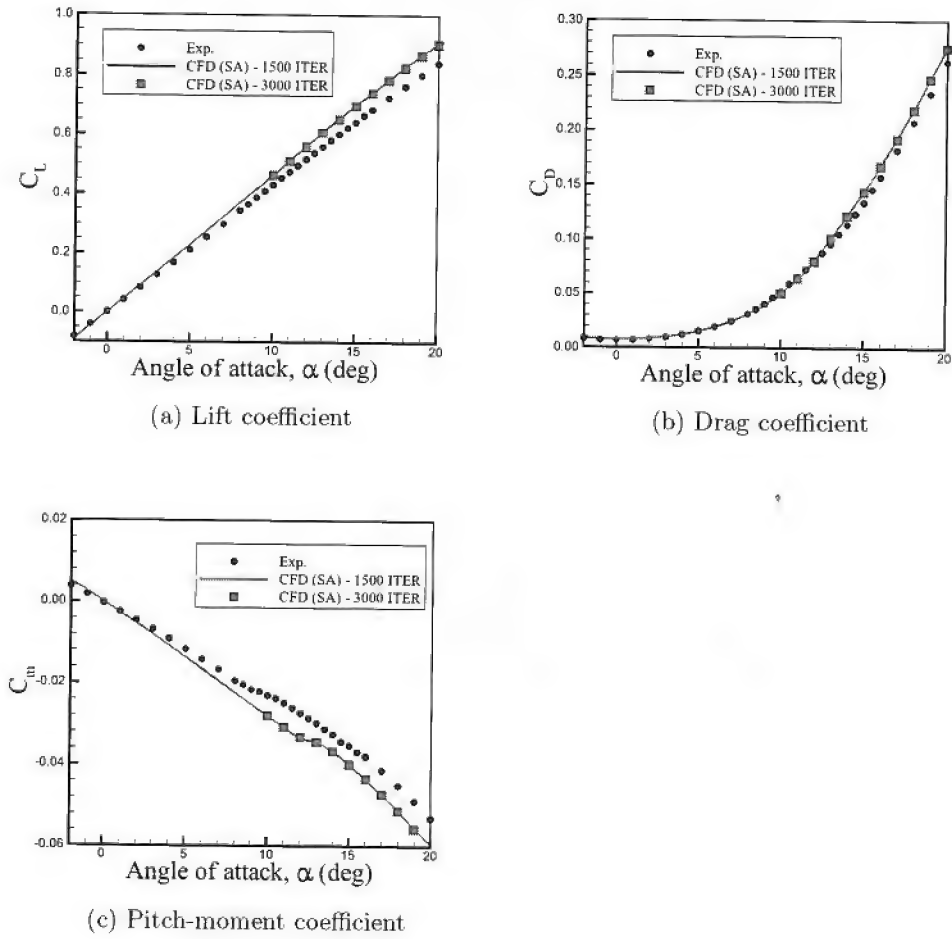 1.0
0.8
0.6
0.4
0.2
0.0
C_L
Exp.
CFD (SA) - 1500 ITER
CFD (SA) - 3000 ITER
0 5 10 15 20
Angle of attack, α (deg)
(a) Lift coefficient
0.30
0.25
0.20
0.15
0.10
0.05
0.00
C_D
Exp.
CFD (SA) - 1500 ITER
CFD (SA) - 3000 ITER
0 5 10 15 20
Angle of attack, α (deg)
(b) Drag coefficient
0.02
0.00
-0.02
-0.04
-0.06
C_m
Exp.
CFD (SA) - 1500 ITER
CFD (SA) - 3000 ITER
0 5 10 15 20
Angle of attack, α (deg)
(c) Pitch-moment coefficient